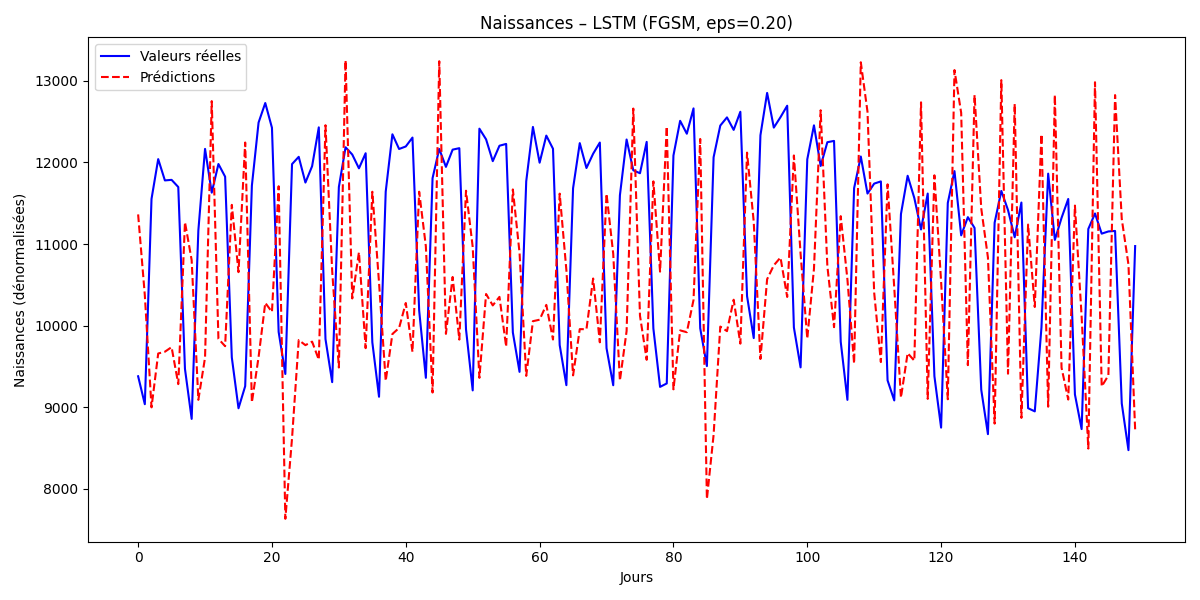 Naissances – LSTM (FGSM, eps=0.20)
Valeurs réelles
Prédictions
13000
12000
11000
10000
9000
8000
Naissances (dénormalisées)
0 20 40 60 80 100 120 140
Jours